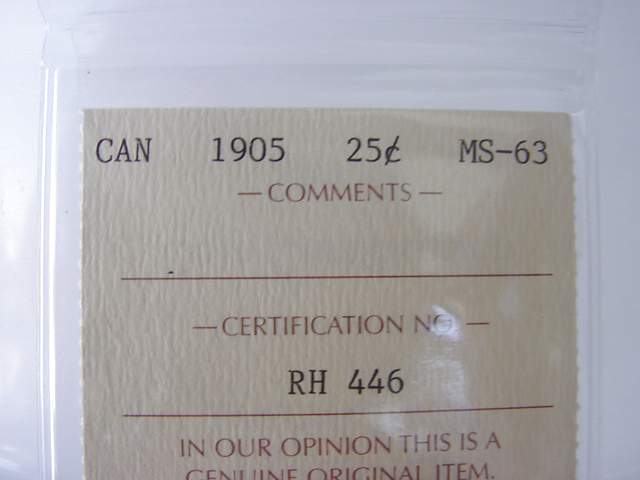 CAN 1905 25¢ MS-63
— COMMENTS —
— CERTIFICATION NO. —
RH 446
IN OUR OPINION THIS IS A
GENUINE ORIGINAL ITEM.